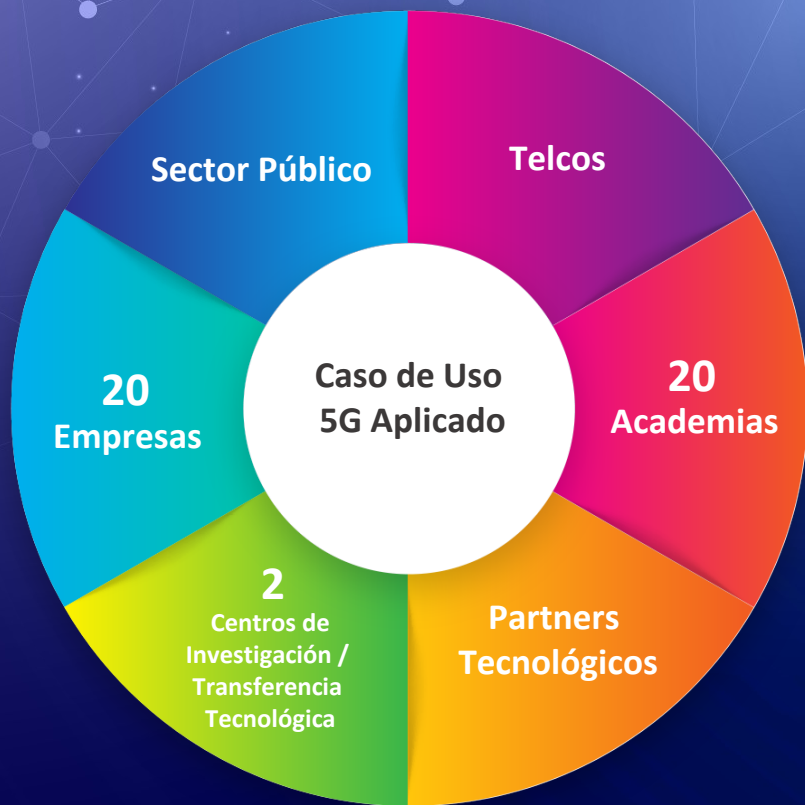 Sector Público
Telcos
20
Empresas
Caso de Uso
5G Aplicado
20
Academias
2
Centros de
Investigación /
Transferencia
Tecnológica
Partners
Tecnológicos